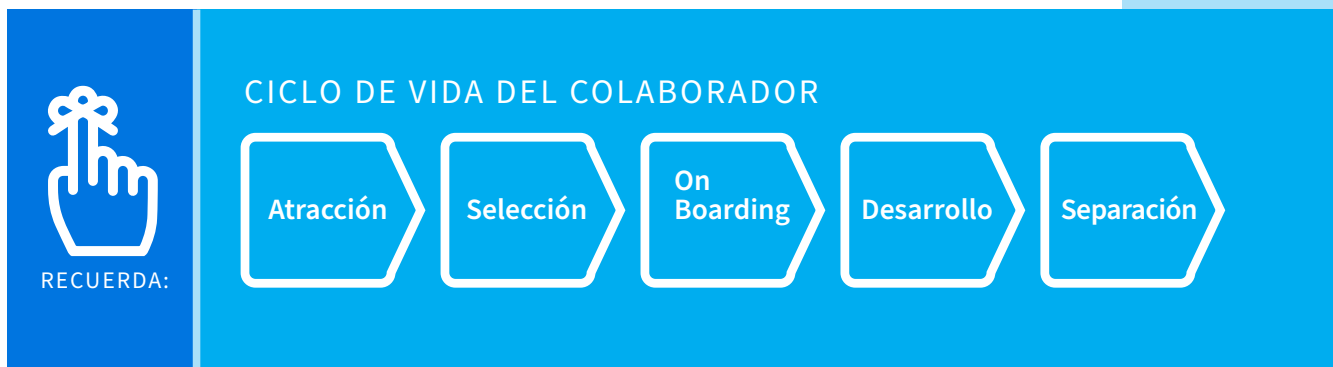 RECUERDA:
CICLO DE VIDA DEL COLABORADOR
Atracción
Selección
On
Boarding
Desarrollo
Separación